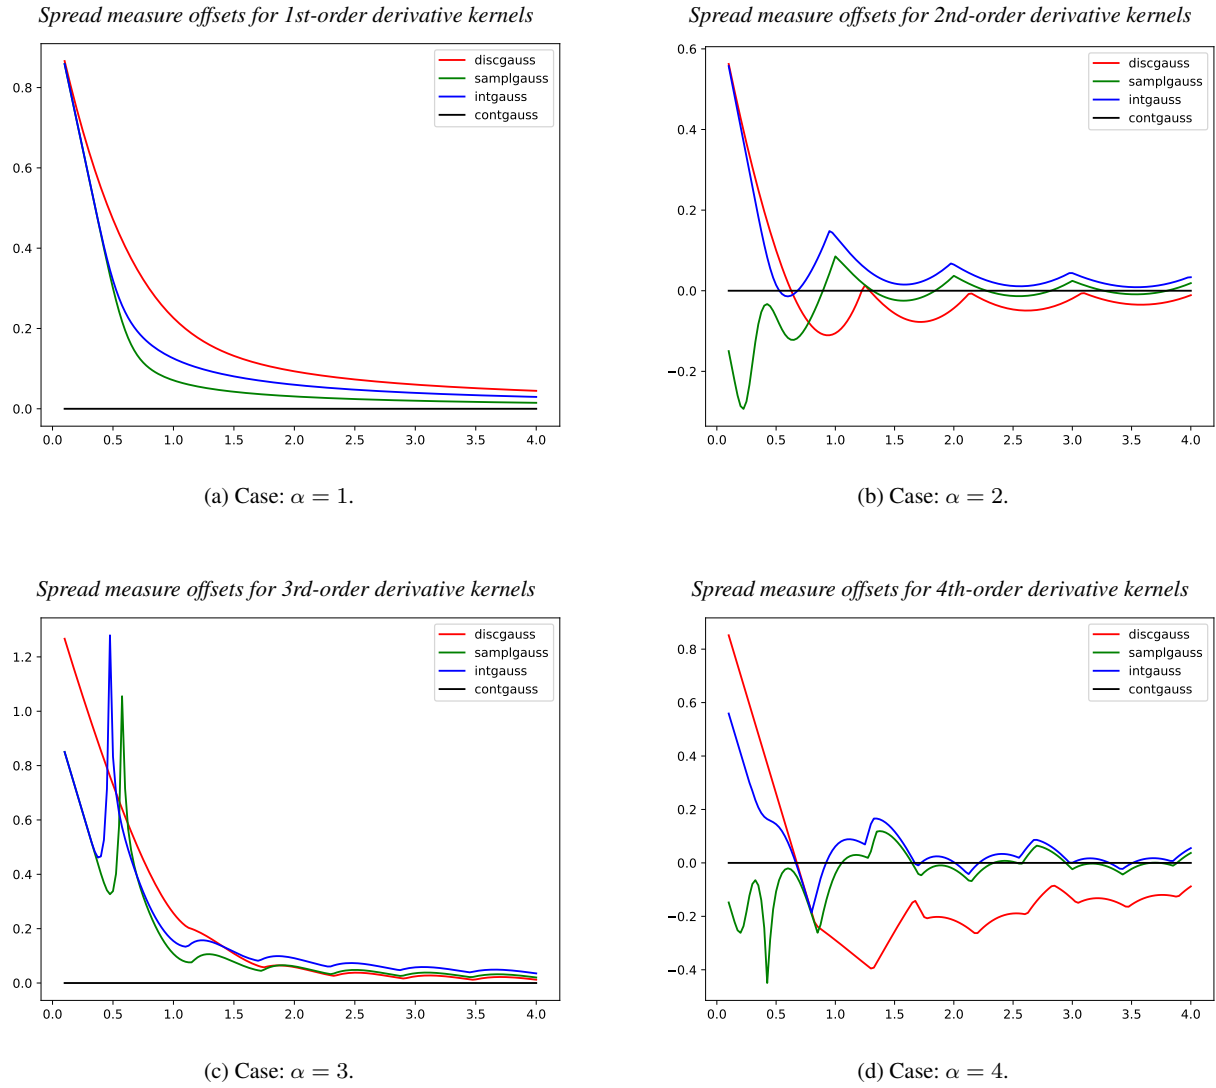 Spread measure offsets for 1st-order derivative kernels
0.8
0.6
0.4
0.2
0.0
0.0 0.5 1.0 1.5 2.0 2.5 3.0 3.5 4.0
discgauss
samplgauss
intgauss
contgauss
(a) Case: α = 1.
Spread measure offsets for 2nd-order derivative kernels
0.6
0.4
0.2
0.0
−0.2
0.0 0.5 1.0 1.5 2.0 2.5 3.0 3.5 4.0
discgauss
samplgauss
intgauss
contgauss
(b) Case: α = 2.
Spread measure offsets for 3rd-order derivative kernels
1.2
1.0
0.8
0.6
0.4
0.2
0.0
0.0 0.5 1.0 1.5 2.0 2.5 3.0 3.5 4.0
discgauss
samplgauss
intgauss
contgauss
(c) Case: α = 3.
Spread measure offsets for 4th-order derivative kernels
0.8
0.6
0.4
0.2
0.0
−0.2
−0.4
0.0 0.5 1.0 1.5 2.0 2.5 3.0 3.5 4.0
discgauss
samplgauss
intgauss
contgauss
(d) Case: α = 4.